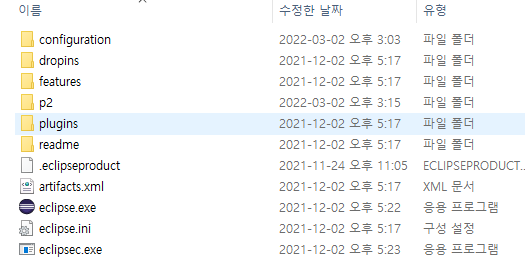 이름 수정한 날짜 유형
configuration 2022-03-02 오후 3:03 파일 폴더
dropins 2021-12-02 오후 5:17 파일 폴더
features 2021-12-02 오후 5:17 파일 폴더
p2 2022-03-02 오후 3:15 파일 폴더
plugins 2021-12-02 오후 5:17 파일 폴더
readme 2021-12-02 오후 5:17 파일 폴더
.eclipseproduct 2021-11-24 오후 11:05 ECLIPSEPRODUCT...
artifacts.xml 2021-12-02 오후 5:17 XML 문서
eclipse.exe 2021-12-02 오후 5:22 응용 프로그램
eclipse.ini 2021-12-02 오후 5:17 구성 설정
eclipsec.exe 2021-12-02 오후 5:23 응용 프로그램